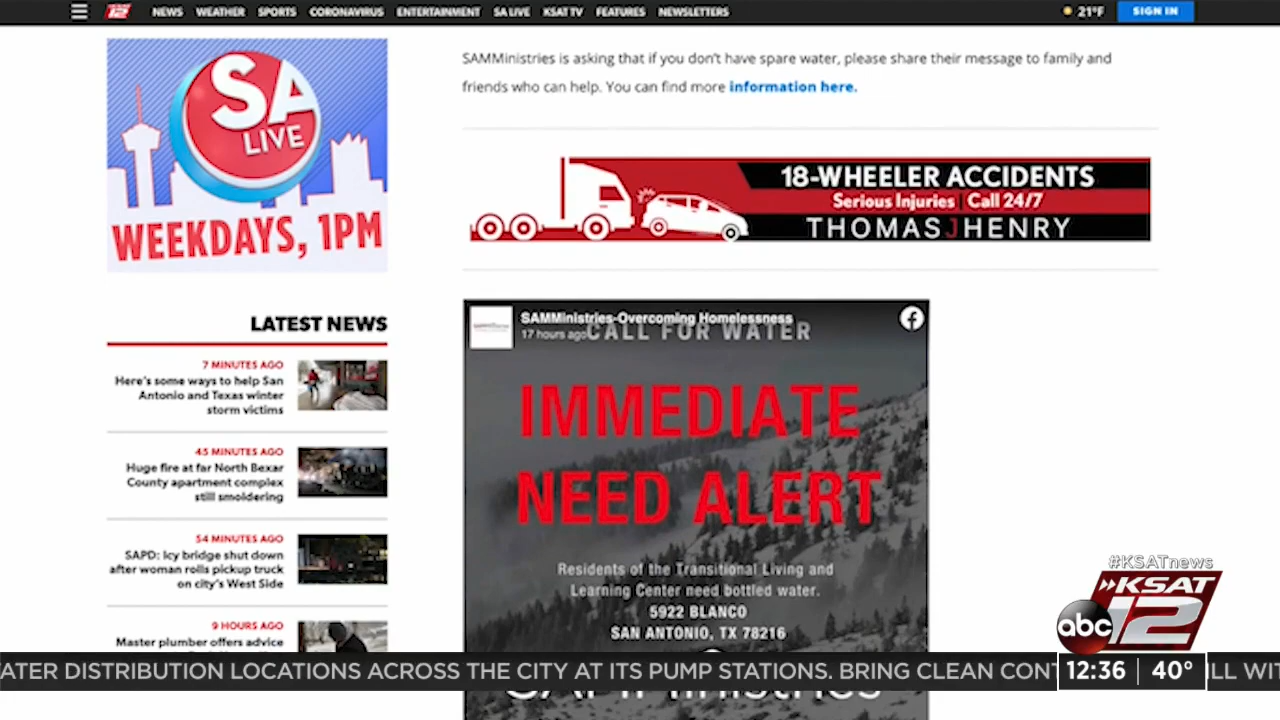 12 NEWS WEATHER SPORTS CORONAVIRUS ENTERTAINMENT SA LIVE KSAT TV FEATURES NEWSLETTERS 21°F SIGN IN
SA
LIVE
WEEKDAYS, 1PM
LATEST NEWS
7 MINUTES AGO
Here's some ways to help San
Antonio and Texas winter
storm victims
45 MINUTES AGO
Huge fire at far North Bexar
County apartment complex
still smoldering
54 MINUTES AGO
SAPD: Icy bridge shut down
after woman rolls pickup truck
on city's West Side
9 HOURS AGO
Master plumber offers advice
SAMMinistries is asking that if you don't have spare water, please share their message to family and
friends who can help. You can find more information here.
18-WHEELER ACCIDENTS
Serious Injuries | Call 24/7
THOMAS J HENRY
SAMMinistries-Overcoming Homelessness
17 hours ago
CALL FOR WATER
IMMEDIATE
NEED ALERT
Residents of the Transitional Living and
Learning Center need bottled water.
5922 BLANCO
SAN ANTONIO, TX 78216
#KSATnews
KSAT
abc 12
ATER DISTRIBUTION LOCATIONS ACROSS THE CITY AT ITS PUMP STATIONS. BRING CLEAN CON
12:36 40°
ILL WIT